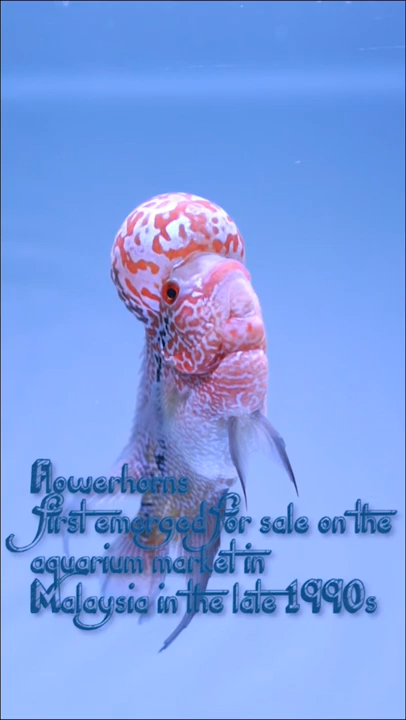 Flowerhorns
first emerged for sale on the
aquarium market in
Malaysia in the late 1990s